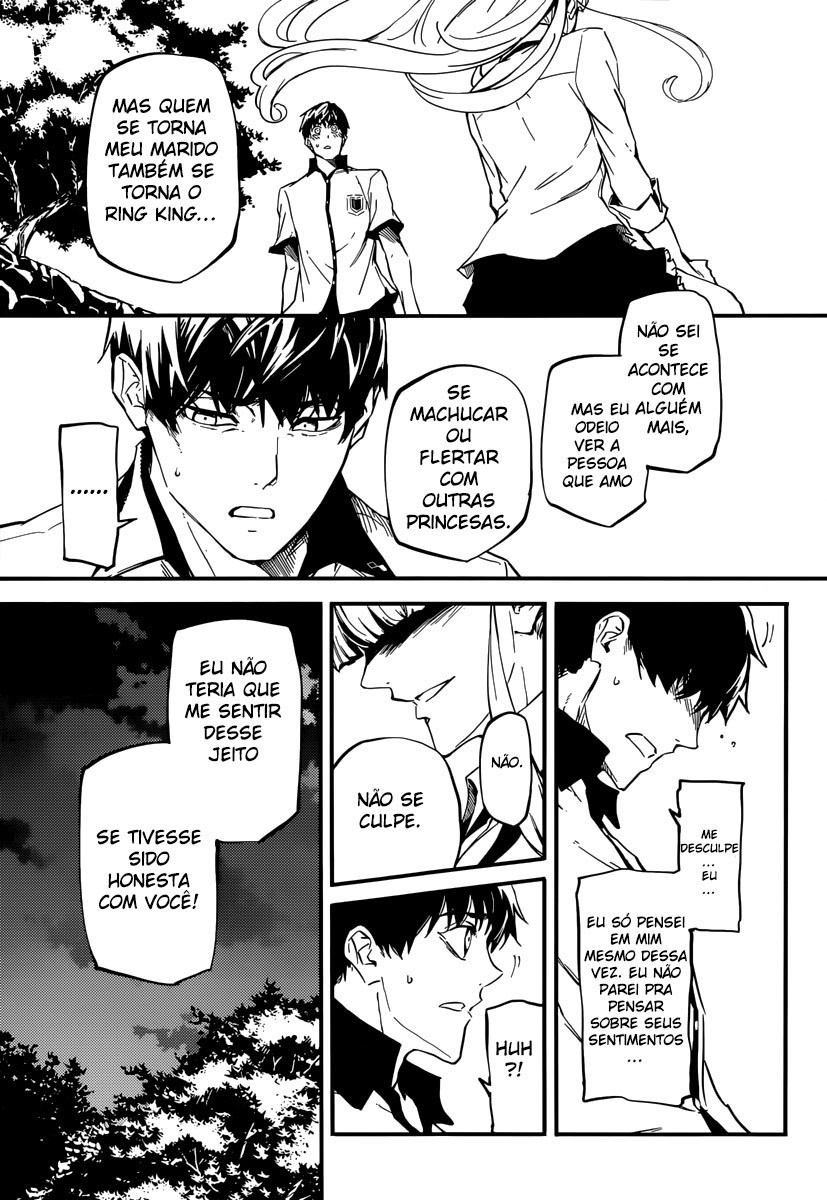 MAS QUEM
SE TORNA
MEU MARIDO
TAMBÉM SE
TORNA O
RING KING...
NÃO SEI
SE
ACONTECE
COM
ALGUÉM
MAIS,
MAS EU
ODEIO
VER A
PESSOA
QUE AMO
SE
MACHUCAR
OU
FLERTAR
COM
OUTRAS
PRINCESAS.
......
ME
DESCULPE
...
EU
...
EU SÓ PENSEI
EM MIM
MESMO DESSA
VEZ. EU NÃO
PAREI PRA
PENSAR
SOBRE SEUS
SENTIMENTOS
...
NÃO.
NÃO SE
CULPE.
HUH
?!
EU NÃO
TERIA QUE
ME SENTIR
DESSE
JEITO
SE TIVESSE
SIDO
HONESTA
COM VOCÊ!